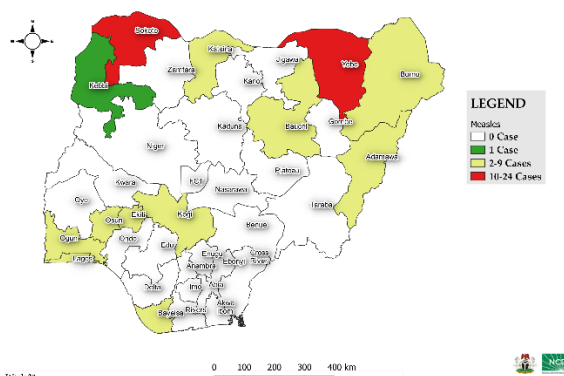 N
Sokoto
Katsina
Jigawa
Yobe
Borno
Kebbi
Zamfara
Kano
LEGEND
Measles
0 Case
1 Case
2-9 Cases
10-24 Cases
Kaduna
Bauchi
Gombe
Niger
Adamawa
Plateau
Kwara
FCT
Nasarawa
Taraba
Oyo
Ekiti
Kogi
Osun
Benue
Ogun
Ondo
Edo
Enugu
Cross
River
Lagos
Anambra
Ebonyi
Delta
Imo
Abia
Akwa
Ibom
Bayelsa
Rivers
0 100 200 300 400 km
NCD